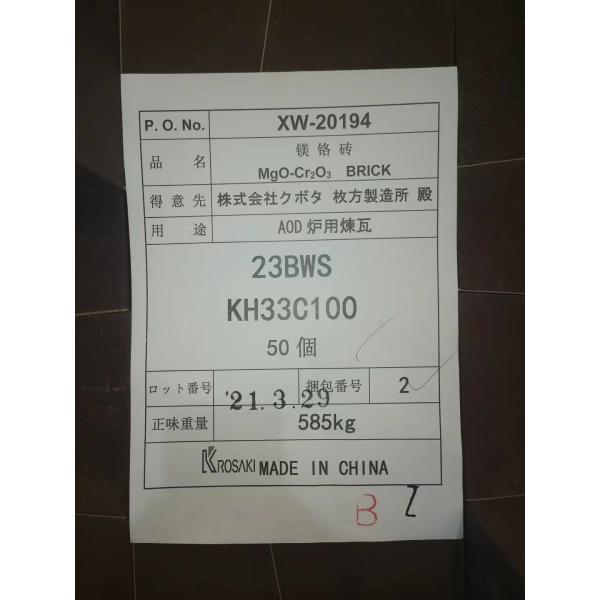 P. O. No. XW-20194
品 名 镁 铬 砖
MgO-Cr₂O₃ BRICK
得 意 先 株式会社クボタ 枚方製造所 殿
用 途 AOD 炉用煉瓦
23BWS
KH33C100
50 個
ロット番号 '21.3.29 捆包番号 2
正味重量 585kg
KROSAKI MADE IN CHINA
B Z